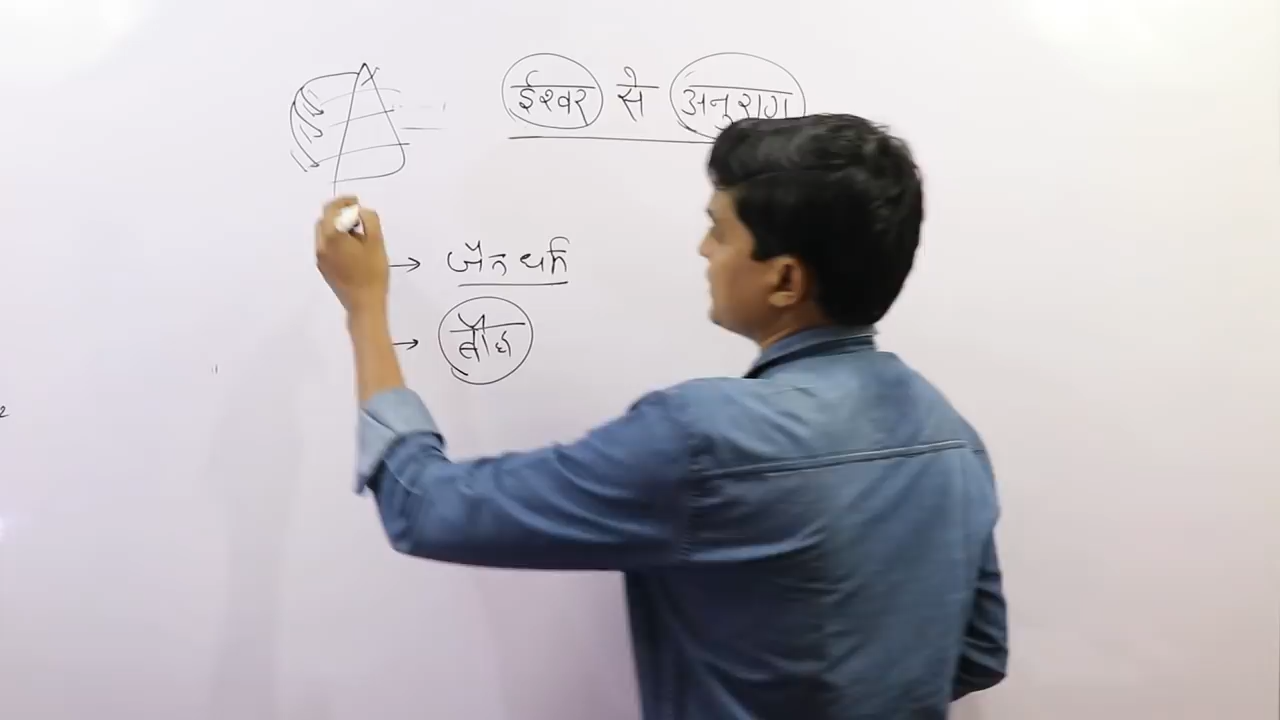 ईश्वर से अनुराग
→ जैन धर्म
→ बौध